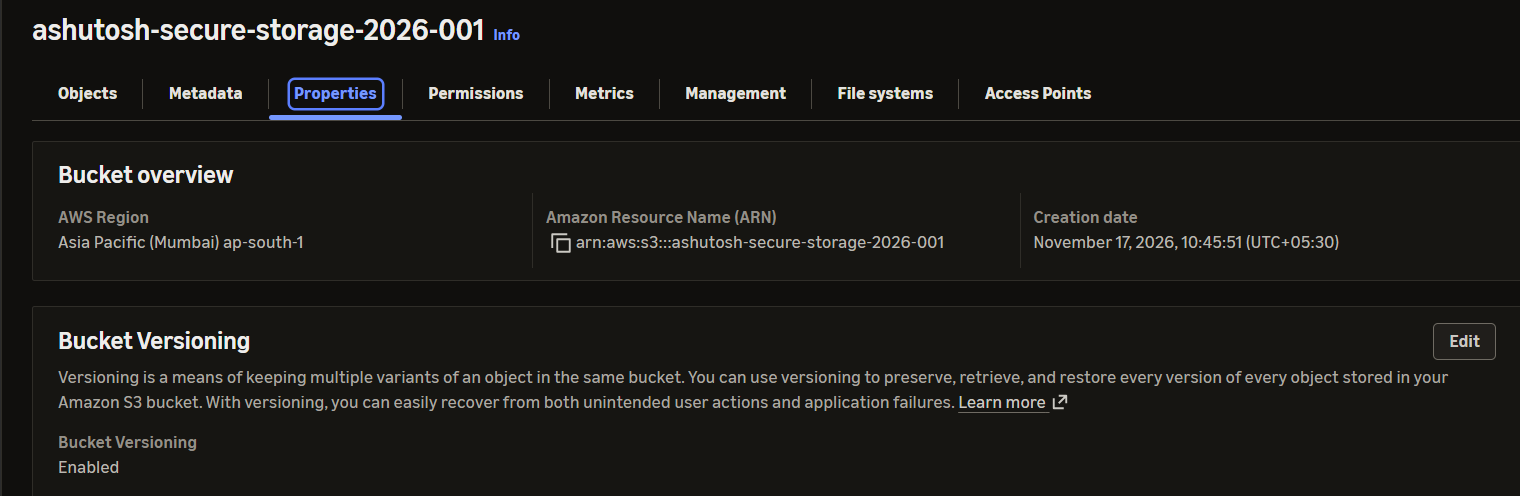 ashutosh-secure-storage-2026-001 Info
Objects Metadata Properties Permissions Metrics Management File systems Access Points
Bucket overview
AWS Region
Asia Pacific (Mumbai) ap-south-1
Amazon Resource Name (ARN)
arn:aws:s3:::ashutosh-secure-storage-2026-001
Creation date
November 17, 2026, 10:45:51 (UTC+05:30)
Bucket Versioning
Edit
Versioning is a means of keeping multiple variants of an object in the same bucket. You can use versioning to preserve, retrieve, and restore every version of every object stored in your
Amazon S3 bucket. With versioning, you can easily recover from both unintended user actions and application failures. Learn more
Bucket Versioning
Enabled